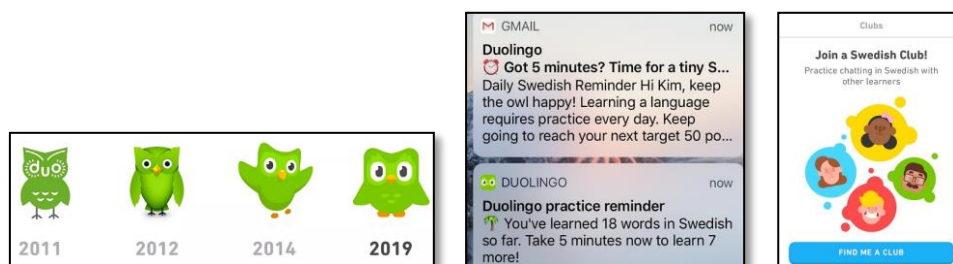 duo
2011 2012 2014 2019
GMAIL now
Duolingo
Got 5 minutes? Time for a tiny S...
Daily Swedish Reminder Hi Kim, keep
the owl happy! Learning a language
requires practice every day. Keep
going to reach your next target 50 po...
DUOLINGO now
Duolingo practice reminder
You've learned 18 words in Swedish
so far. Take 5 minutes now to learn 7
more!
Clubs
Join a Swedish Club!
Practice chatting in Swedish with
other learners
FIND ME A CLUB